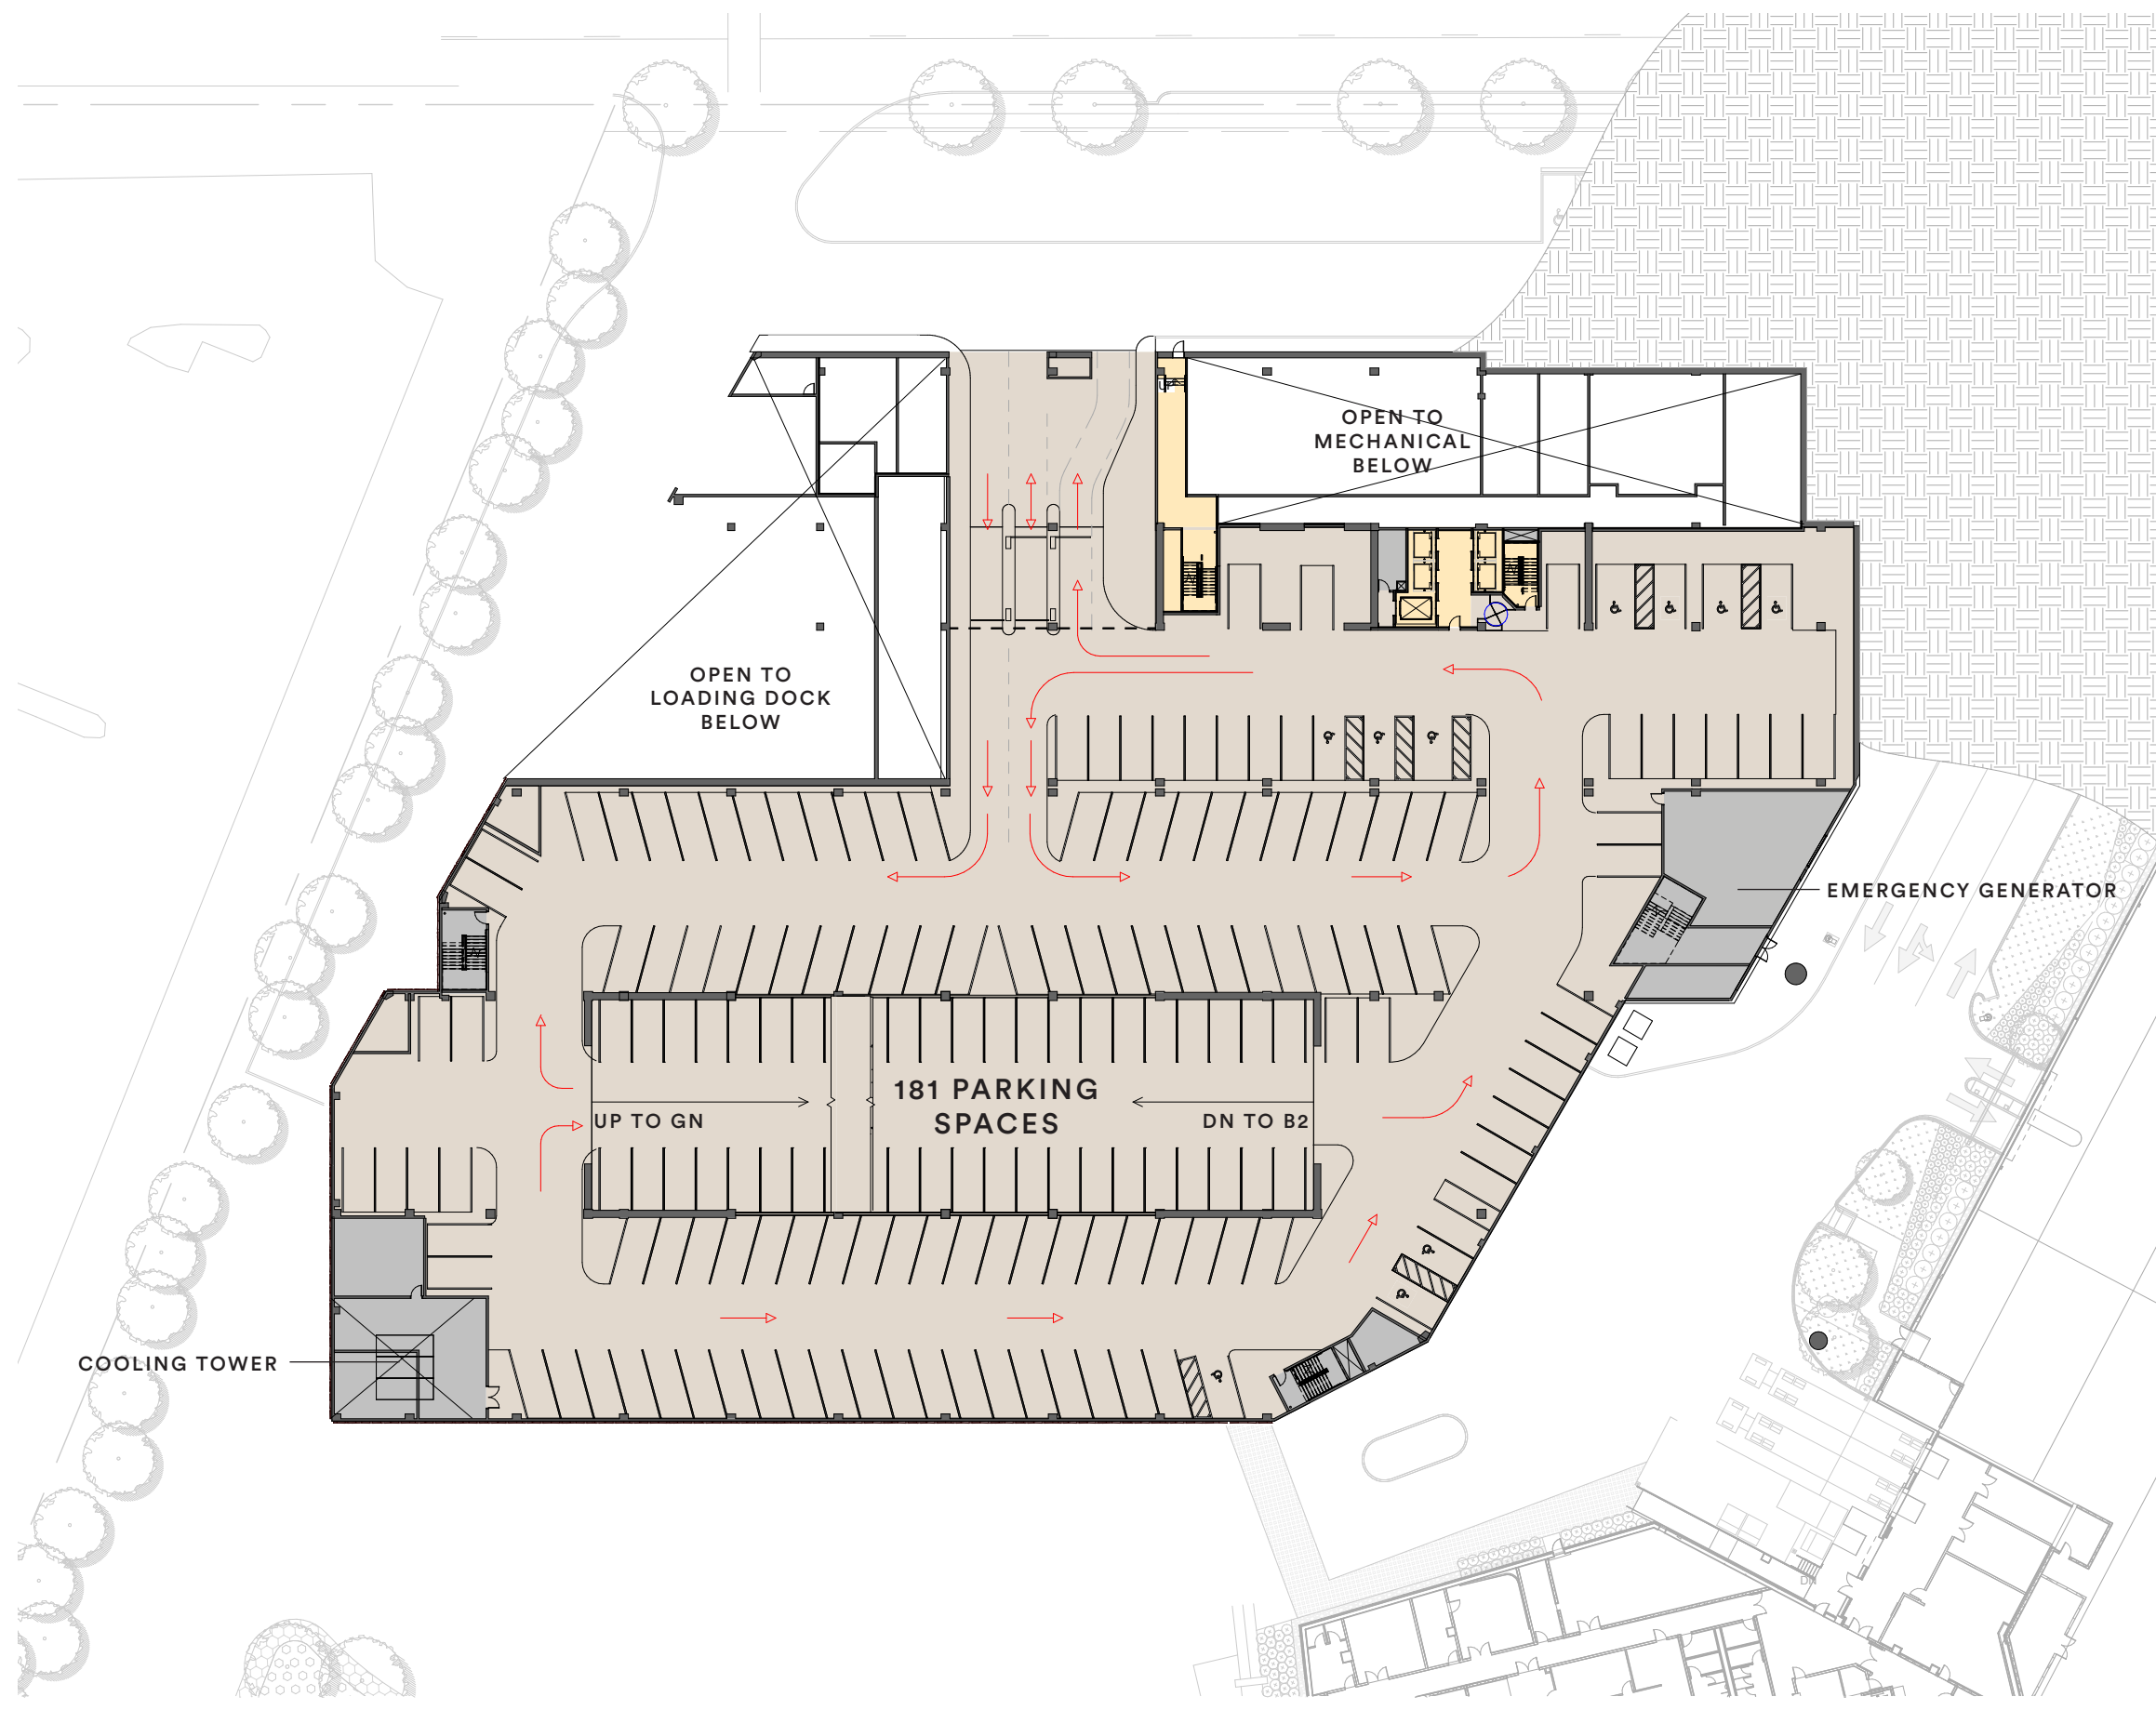 OPEN TO
MECHANICAL
BELOW
OPEN TO
LOADING DOCK
BELOW
EMERGENCY GENERATOR
181 PARKING
SPACES
UP TO GN
DN TO B2
COOLING TOWER
DN